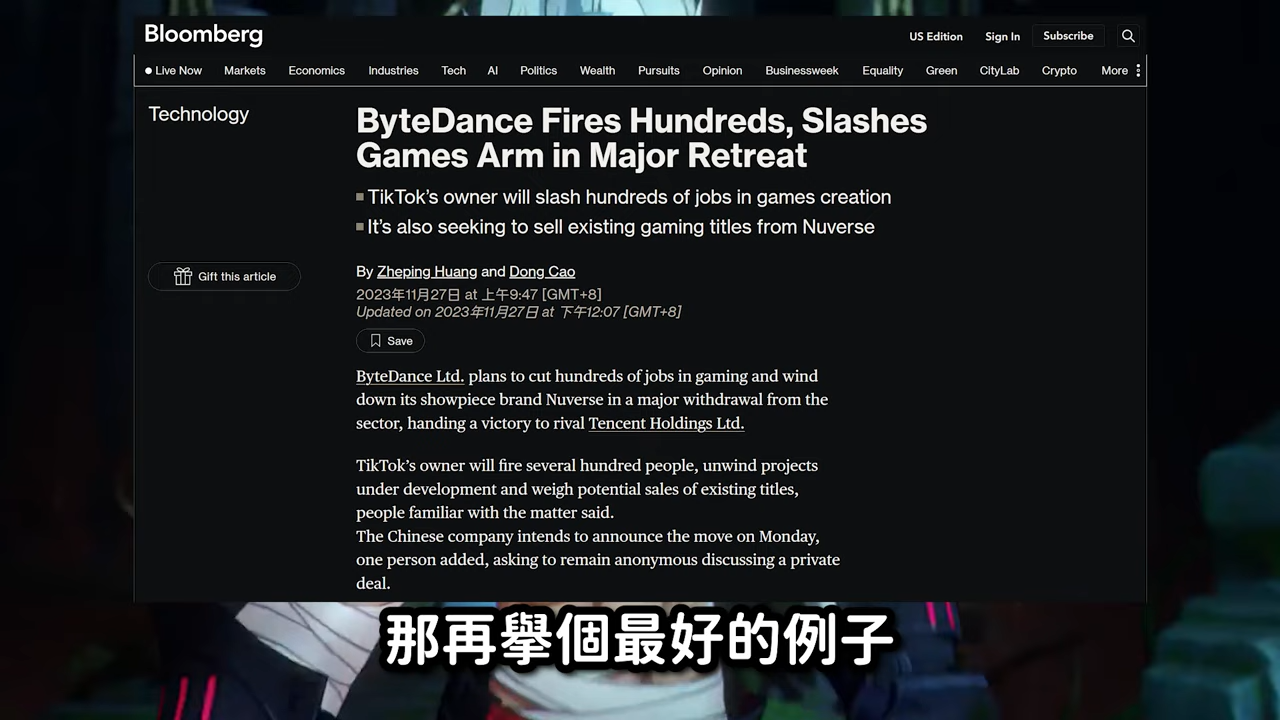 Bloomberg
US Edition Sign In Subscribe
Live Now Markets Economics Industries Tech AI Politics Wealth Pursuits Opinion Businessweek Equality Green CityLab Crypto More
Technology
ByteDance Fires Hundreds, Slashes
Games Arm in Major Retreat
TikTok’s owner will slash hundreds of jobs in games creation
It’s also seeking to sell existing gaming titles from Nuverse
Gift this article
By Zheping Huang and Dong Cao
2023年11月27日 at 上午9:47 [GMT+8]
Updated on 2023年11月27日 at 下午12:07 [GMT+8]
Save
ByteDance Ltd. plans to cut hundreds of jobs in gaming and wind
down its showpiece brand Nuverse in a major withdrawal from the
sector, handing a victory to rival Tencent Holdings Ltd.
TikTok’s owner will fire several hundred people, unwind projects
under development and weigh potential sales of existing titles,
people familiar with the matter said.
The Chinese company intends to announce the move on Monday,
one person added, asking to remain anonymous discussing a private
deal.
那再舉個最好的例子